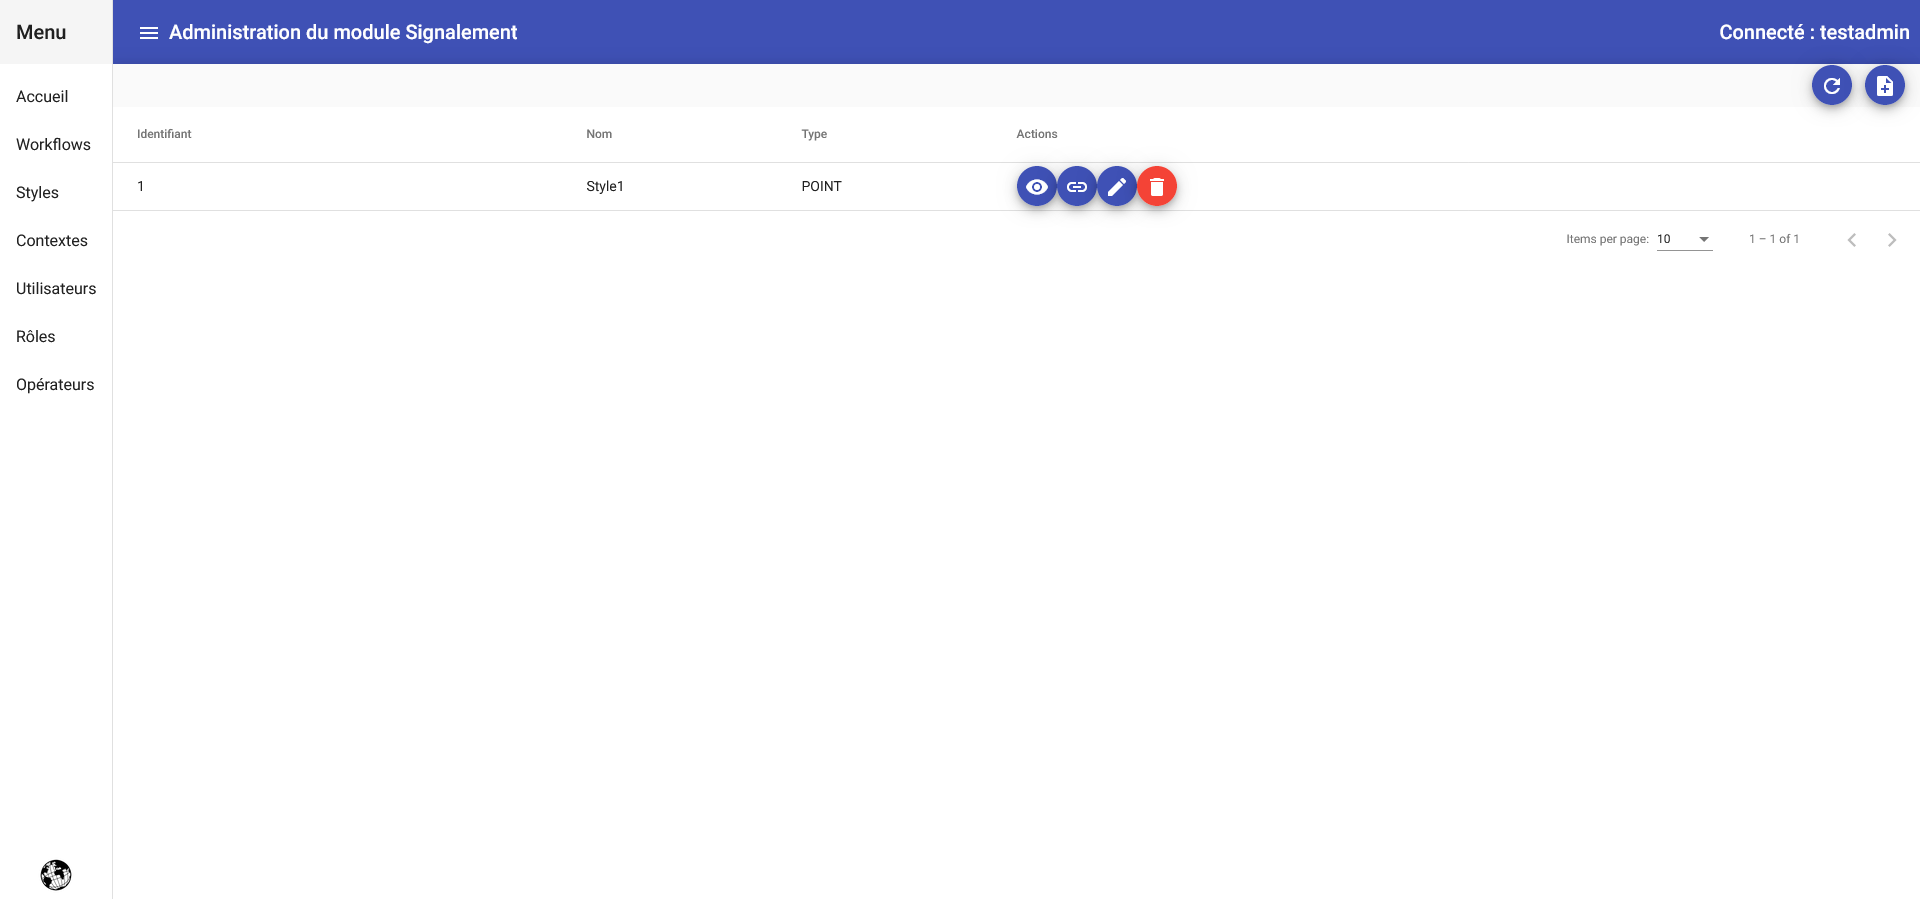 Menu
Administration du module Signalement
Connecté : testadmin
Accueil
Workflows
Styles
Contextes
Utilisateurs
Rôles
Opérateurs
Identifiant Nom Type Actions
1 Style1 POINT
Items per page: 10 1 – 1 of 1